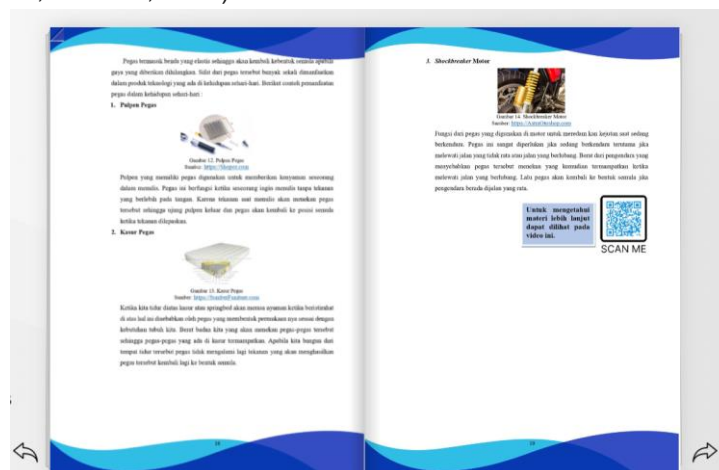 Pegas termasuk benda yang elastis sehingga akan kembali kebentuk semula apabila
gaya yang diberikan dihilangkan. Sifat dari pegas tersebut banyak sekali dimanfaatkan
dalam produk teknologi yang ada di kehidupan sehari-hari. Berikut contoh pemanfaatan
pegas dalam kehidupan sehari-hari :
1. Pulpen Pegas
Gambar 12. Pulpen Pegas
Sumber: https://Shopee.com
Pulpen yang memiliki pegas digunakan untuk memberikan kenyaman seseorang
dalam menulis. Pegas ini berfungsi ketika seseorang ingin menulis tanpa tekanan
yang berlebih pada tangan. Karena tekanan saat menulis akan menekan pegas
tersebut sehingga ujung pulpen keluar dan pegas akan kembali ke posisi semula
ketika tekanan dilepaskan.
2. Kasur Pegas
Gambar 13. Kasur Pegas
Sumber:
Ketika kita tidur diatas kasur atau springbed akan merasa nyaman ketika beristirahat
di atas hal ini disebabkan oleh pegas yang membentuk permukaan nya sesuai dengan
kebutuhan tubuh kita. Berat badan kita yang akan menekan pegas-pegas tersebut
sehingga pegas-pegas yang ada di kasur termampatkan. Apabila kita bangun dari
tempat tidur tersebut pegas tidak mengalami lagi tekanan yang akan menghasilkan
pegas tersebut kembali lagi ke bentuk semula.
3. Shockbreaker Motor
Gambar 14. Shockbreaker Motor
Sumber:
Fungsi dari pegas yang digunakan di motor untuk meredam kan kejutan saat sedang
berkendara. Pegas ini sangat diperlukan jika sedang berkendara terutama jika
melewati jalan yang tidak rata atau jalan yang berlubang. Berat dari pengendara yang
menyebabkan pegas tersebut menekan yang kemudian termampatkan ketika
melewati jalan yang berlubang. Lalu pegas akan kembali ke bentuk semula jika
pengendara berada dijalan yang rata.
Untuk mengetahui
materi lebih lanjut
dapat dilihat pada
video ini.
SCAN ME